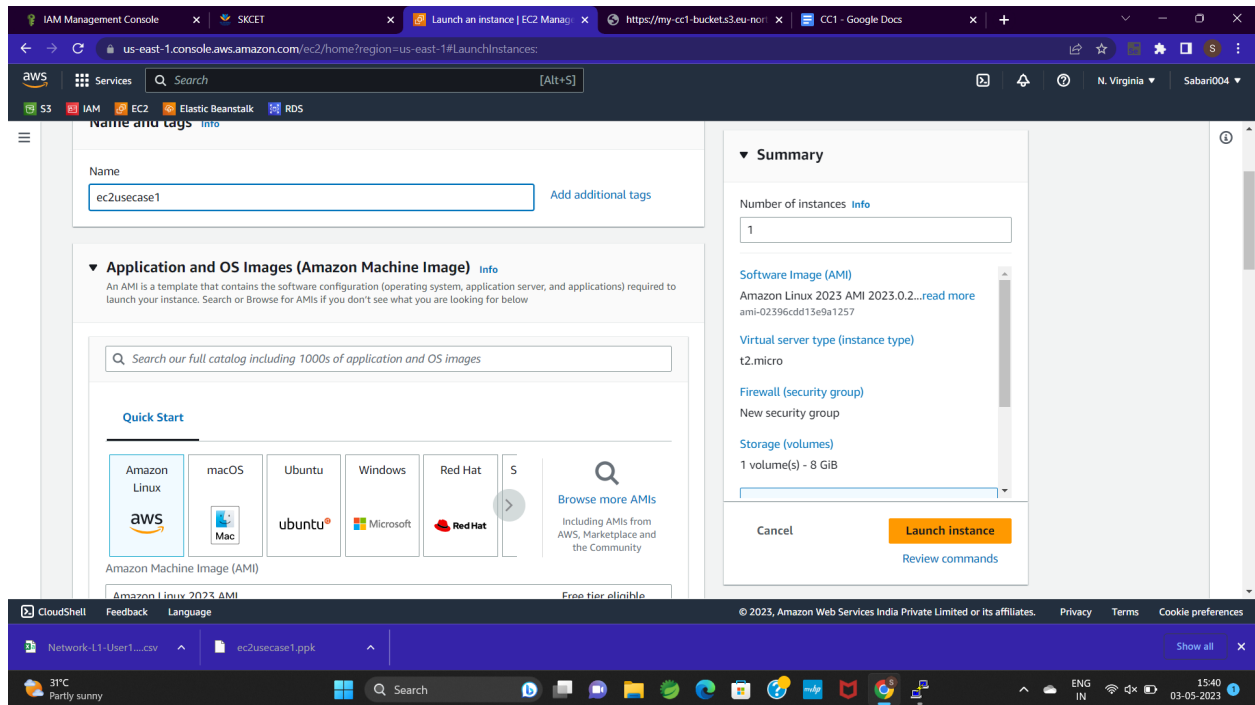 IAM Management Console
SKCET
Launch an instance | EC2 Manage
https://my-cc1-bucket.s3.eu-nort
CC1 - Google Docs
us-east-1.console.aws.amazon.com/ec2/home?region=us-east-1#LaunchInstances:
S
aws
Services
Search
[Alt+S]
N. Virginia
Sabari004
S3
IAM
EC2
Elastic Beanstalk
RDS
Name and tags Info
Name
ec2usecase1
Add additional tags
Application and OS Images (Amazon Machine Image) Info
An AMI is a template that contains the software configuration (operating system, application server, and applications) required to
launch your instance. Search or Browse for AMIs if you don't see what you are looking for below
Search our full catalog including 1000s of application and OS images
Quick Start
Amazon
Linux
aws
macOS
Mac
Ubuntu
ubuntu®
Windows
Microsoft
Red Hat
Red Hat
S
Browse more AMIs
Including AMIs from
AWS, Marketplace and
the Community
Amazon Machine Image (AMI)
Amazon Linux 2023 AMI
Free tier eligible
Summary
Number of instances Info
1
Software Image (AMI)
Amazon Linux 2023 AMI 2023.0.2...read more
ami-02396cdd13e9a1257
Virtual server type (instance type)
t2.micro
Firewall (security group)
New security group
Storage (volumes)
1 volume(s) - 8 GiB
Cancel
Launch instance
Review commands
CloudShell
Feedback
Language
© 2023, Amazon Web Services India Private Limited or its affiliates.
Privacy
Terms
Cookie preferences
Network-L1-User1....csv
ec2usecase1.ppk
Show all
31°C
Partly sunny
Search
ENG
IN
15:40
03-05-2023
1